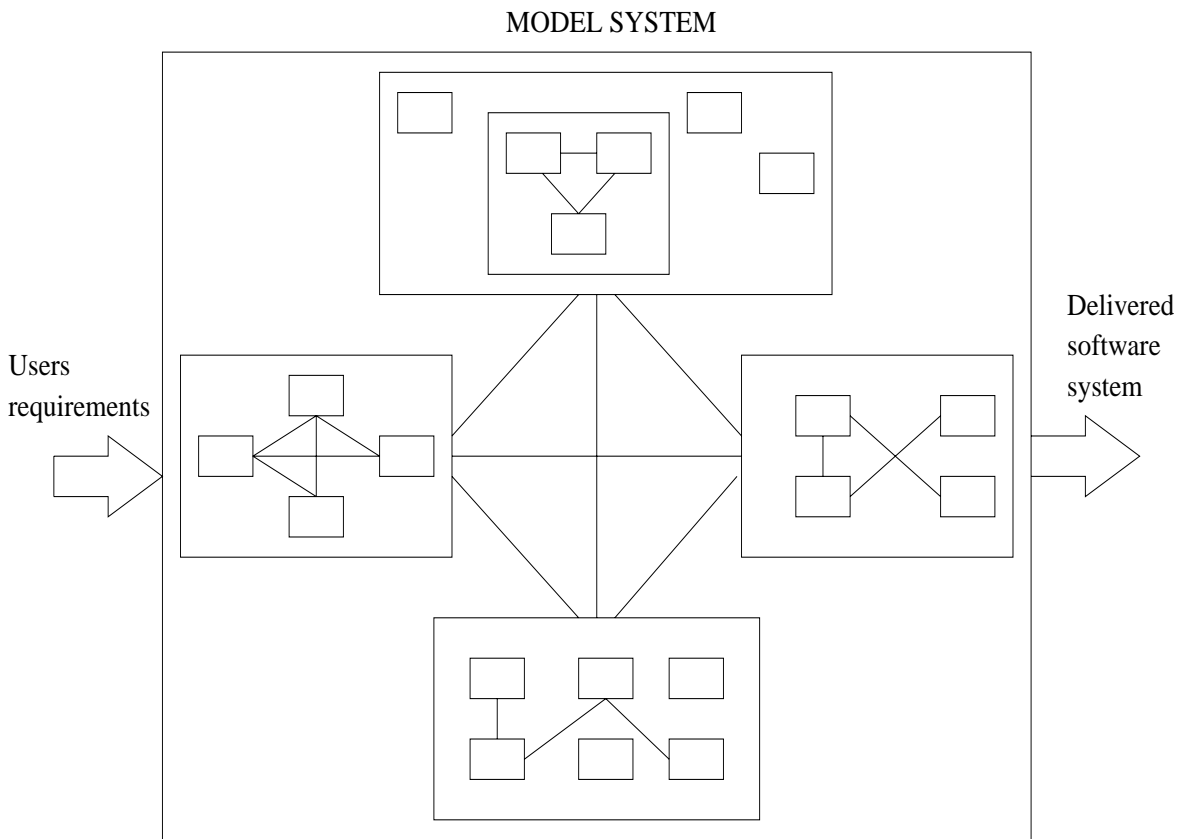 MODEL SYSTEM
Users
requirements
Delivered
software
system